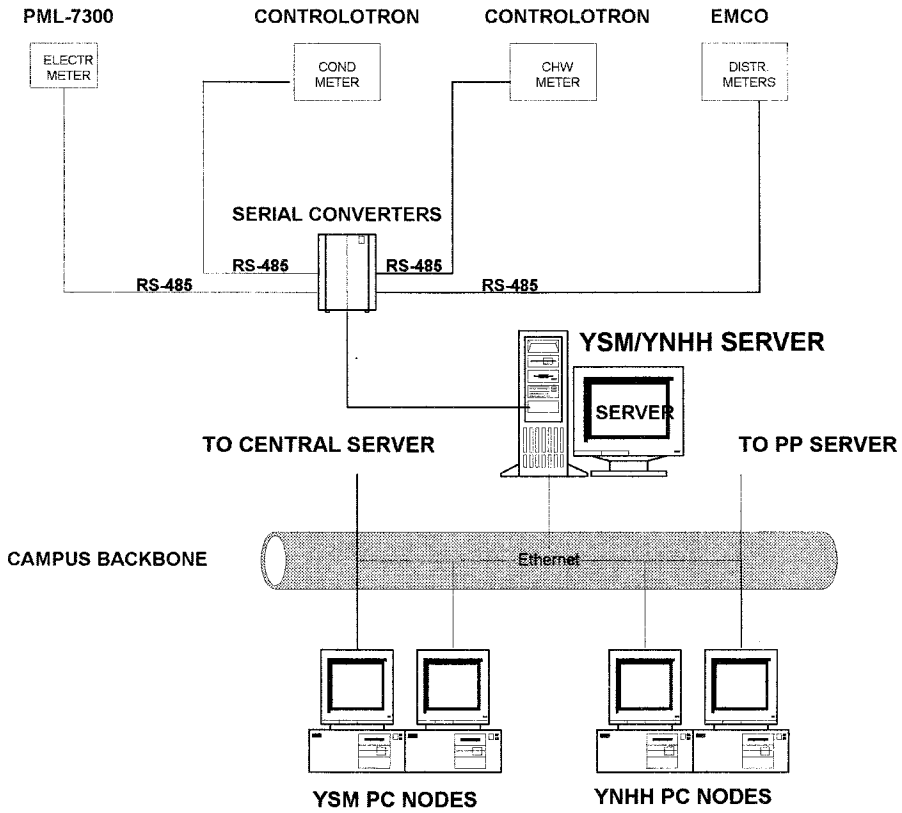 PML-7300
CONTROLOTRON
CONTROLOTRON
EMCO
ELECTR
METER
COND
METER
CHW
METER
DISTR.
METERS
SERIAL CONVERTERS
RS-485
RS-485
RS-485
RS-485
YSM/YNHH SERVER
SERVER
TO CENTRAL SERVER
TO PP SERVER
CAMPUS BACKBONE
Ethernet
YSM PC NODES
YNHH PC NODES